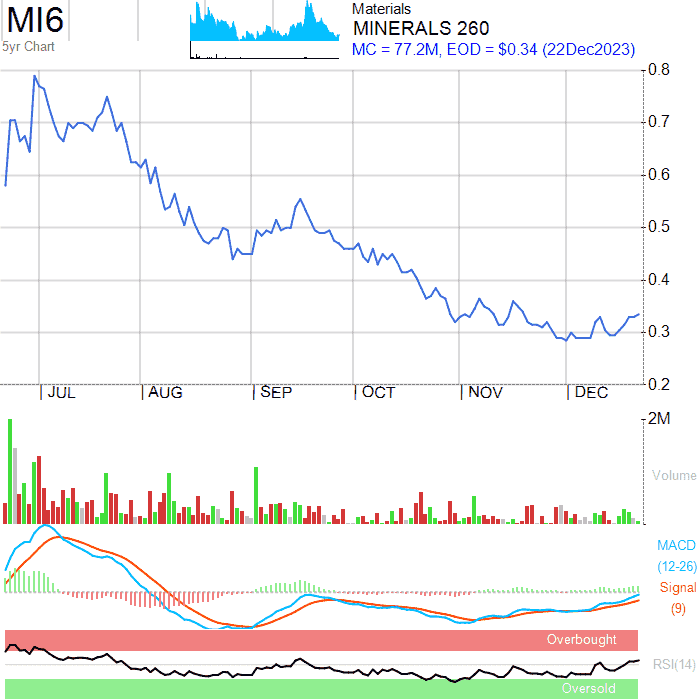 MI6
5yr Chart
Materials
MINERALS 260
MC = 77.2M, EOD = $0.34 (22Dec2023)
0.8
0.7
0.6
0.5
0.4
0.3
0.2
JUL AUG SEP OCT NOV DEC
2M
Volume
MACD
(12-26)
Signal
(9)
Overbought
RSI(14)
Oversold